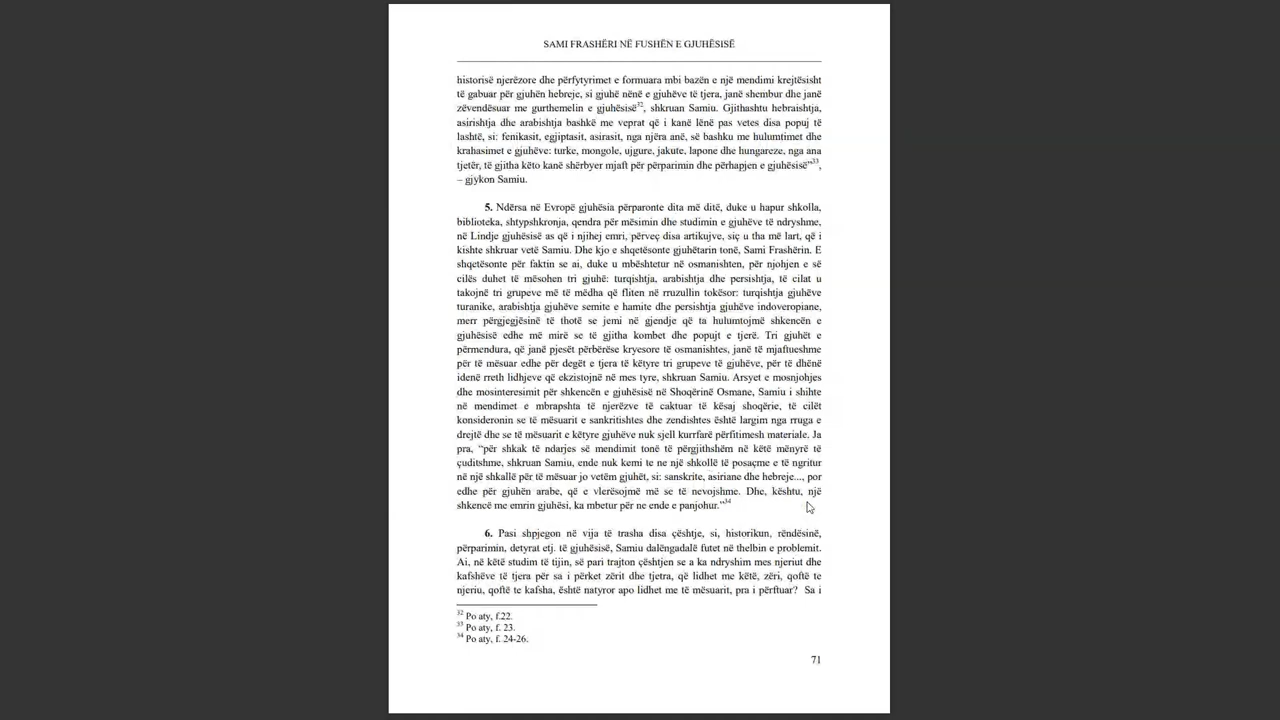 SAMI FRASHËRI NË FUSHËN E GJUHËSISË
historisë njerëzore dhe përfytyrimet e formuara mbi bazën e një mendimi krejtësisht
të gabuar për gjuhën hebreje, si gjuhë nënë e gjuhëve të tjera, janë shembur dhe janë
zëvendësuar me gurthemelin e gjuhësisë32, shkruan Samiu. Gjithashtu hebraishtja,
asirishtja dhe arabishtja bashkë me veprat që i kanë lënë pas vetes disa popuj të
lashtë, si: fenikasit, egjiptasit, asirasit, nga njëra anë, së bashku me hulumtimet dhe
krahasimet e gjuhëve: turke, mongole, ujgure, jakute, lapone dhe hungareze, nga ana
tjetër, të gjitha këto kanë shërbyer mjaft për përparimin dhe përhapjen e gjuhësisë”33,
– gjykon Samiu.
5. Ndërsa në Evropë gjuhësia përparonte dita më ditë, duke u hapur shkolla,
biblioteka, shtypshkronja, qendra për mësimin dhe studimin e gjuhëve të ndryshme,
në Lindje gjuhësisë as që i njihej emri, përveç disa artikujve, siç u tha më lart, që i
kishte shkruar vetë Samiu. Dhe kjo e shqetësonte gjuhëtarin tonë, Sami Frashërin. E
shqetësonte për faktin se ai, duke u mbështetur në osmanishten, për njohjen e së
cilës duhet të mësohen tri gjuhë: turqishtja, arabishtja dhe persishtja, të cilat u
takojnë tri grupeve më të mëdha që fliten në rruzullin tokësor: turqishtja gjuhëve
turanike, arabishtja gjuhëve semite e hamite dhe persishtja gjuhëve indoveropiane,
merr përgjegjësinë të thotë se jemi në gjendje që ta hulumtojmë shkencën e
gjuhësisë edhe më mirë se të gjitha kombet dhe popujt e tjerë. Tri gjuhët e
përmendura, që janë pjesët përbërëse kryesore të osmanishtes, janë të mjaftueshme
për të mësuar edhe për degët e tjera të këtyre tri grupeve të gjuhëve, për të dhënë
idenë rreth lidhjeve që ekzistojnë në mes tyre, shkruan Samiu. Arsyet e mosnjohjes
dhe mosinteresimit për shkencën e gjuhësisë në Shoqërinë Osmane, Samiu i shihte
në mendimet e mbrapshta të njerëzve të caktuar të kësaj shoqërie, të cilët
konsideronin se të mësuarit e sankritishtes dhe zendishtes është largim nga rruga e
drejtë dhe se të mësuarit e këtyre gjuhëve nuk sjell kurrfarë përfitimesh materiale. Ja
pra, “për shkak të ndarjes së mendimit tonë të përgjithshëm në këtë mënyrë të
çuditshme, shkruan Samiu, ende nuk kemi te ne një shkollë të posaçme e të ngritur
në një shkallë për të mësuar jo vetëm gjuhët, si: sanskrite, asiriane dhe hebreje..., por
edhe për gjuhën arabe, që e vlerësojmë më se të nevojshme. Dhe, kështu, një
shkencë me emrin gjuhësi, ka mbetur për ne ende e panjohur.”34
6. Pasi shpjegon në vija të trasha disa çështje, si, historikun, rëndësinë,
përparimin, detyrat etj. të gjuhësisë, Samiu dalëngadalë futet në thelbin e problemit.
Ai, në këtë studim të tijin, së pari trajton çështjen se a ka ndryshim mes njeriut dhe
kafshëve të tjera për sa i përket zërit dhe tjetra, që lidhet me këtë, zëri, qoftë te
njeriu, qoftë te kafsha, është natyror apo lidhet me të mësuarit, pra i përftuar? Sa i
32 Po aty, f.22.
33 Po aty, f. 23.
34 Po aty, f. 24-26.
71